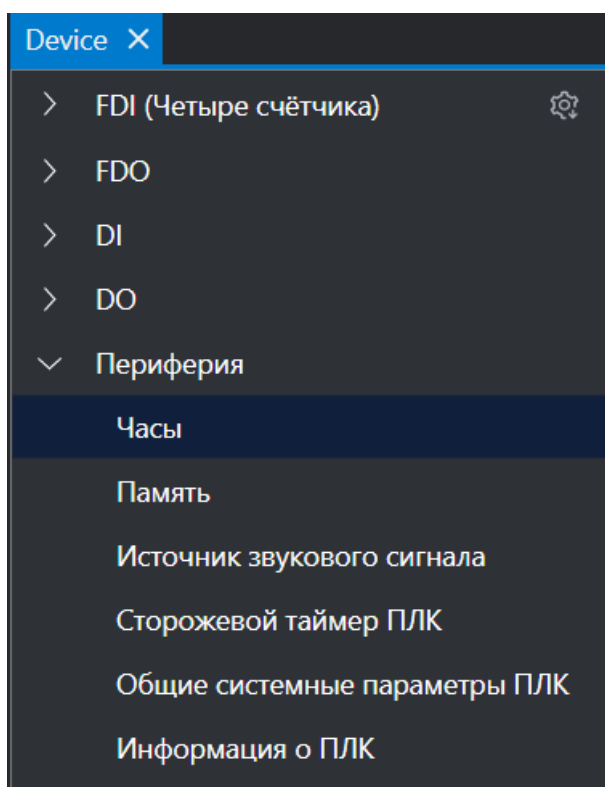 Device
FDI (Четыре счётчика)
FDO
DI
DO
Периферия
Часы
Память
Источник звукового сигнала
Сторожевой таймер ПЛК
Общие системные параметры ПЛК
Информация о ПЛК